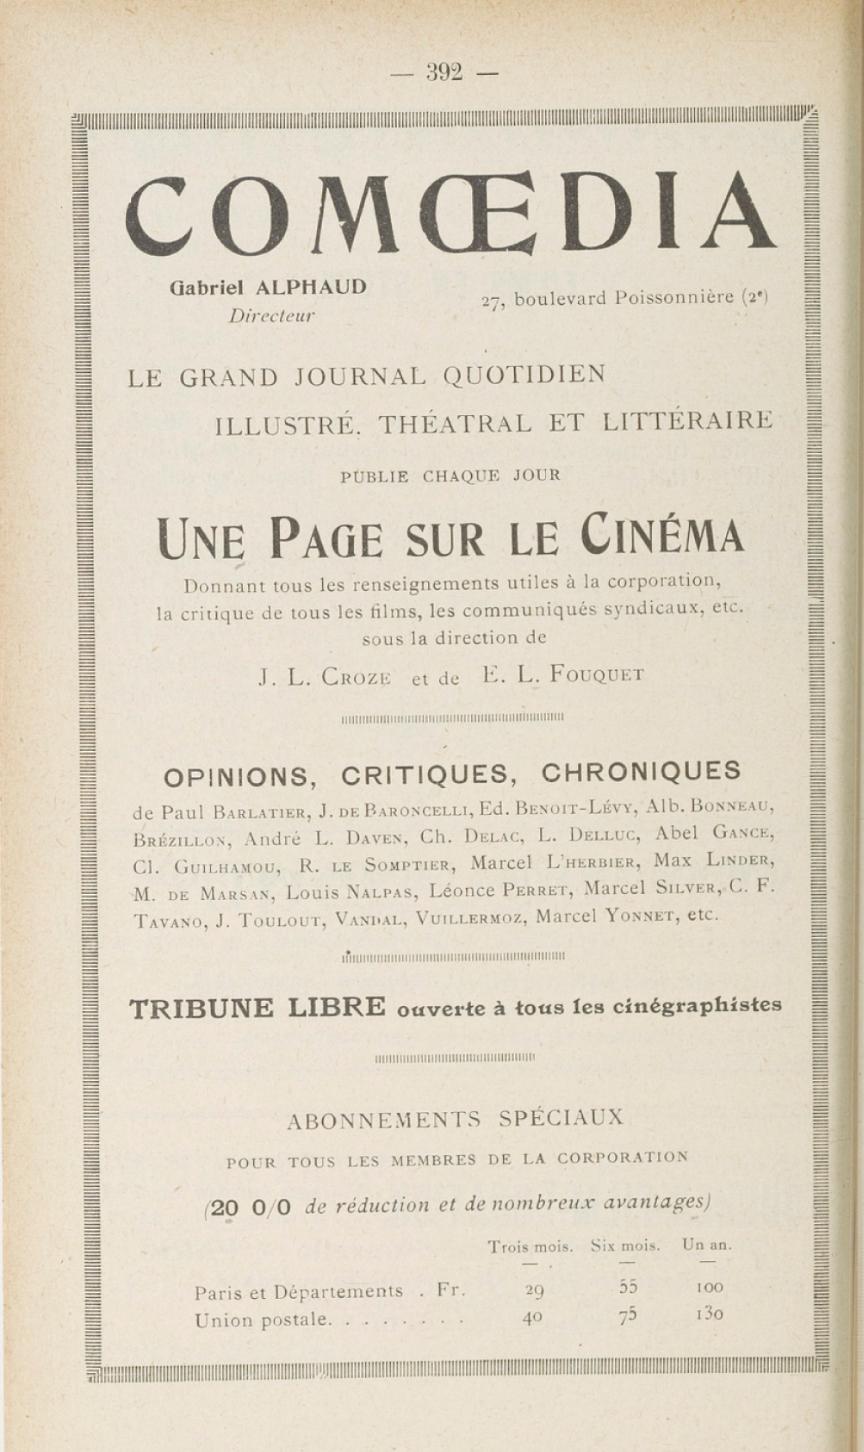 — 392 —
COMŒDIA
Gabriel ALPHAUD
Directeur
27, boulevard Poissonnière (2e)
LE GRAND JOURNAL QUOTIDIEN
ILLUSTRÉ. THÉATRAL ET LITTÉRAIRE
PUBLIE CHAQUE JOUR
UNE PAGE SUR LE CINÉMA
Donnant tous les renseignements utiles à la corporation,
la critique de tous les films, les communiqués syndicaux, etc.
sous la direction de
J. L. CROZE et de E. L. FOUQUET
OPINIONS, CRITIQUES, CHRONIQUES
de Paul BARLATIER, J. DE BARONCELLI, Ed. BENOIT-LÉVY, Alb. BONNEAU,
BRÉZILLON, André L. DAVEN, Ch. DELAC, L. DELLUC, Abel GANCE,
Cl. GUILHAMOU, R. LE SOMPTIER, Marcel L'HERBIER, Max LINDER,
M. DE MARSAN, Louis NALPAS, Léonce PERRET, Marcel SILVER, C. F.
TAVANO, J. TOULOUT, VANDAL, VUILLERMOZ, Marcel YONNET, etc.
TRIBUNE LIBRE ouverte à tous les cinégraphistes
ABONNEMENTS SPÉCIAUX
POUR TOUS LES MEMBRES DE LA CORPORATION
(20 0/0 de réduction et de nombreux avantages)
Trois mois. Six mois. Un an.
Paris et Départements . Fr. 29 55 100
Union postale. . . . . . . . 40 75 130